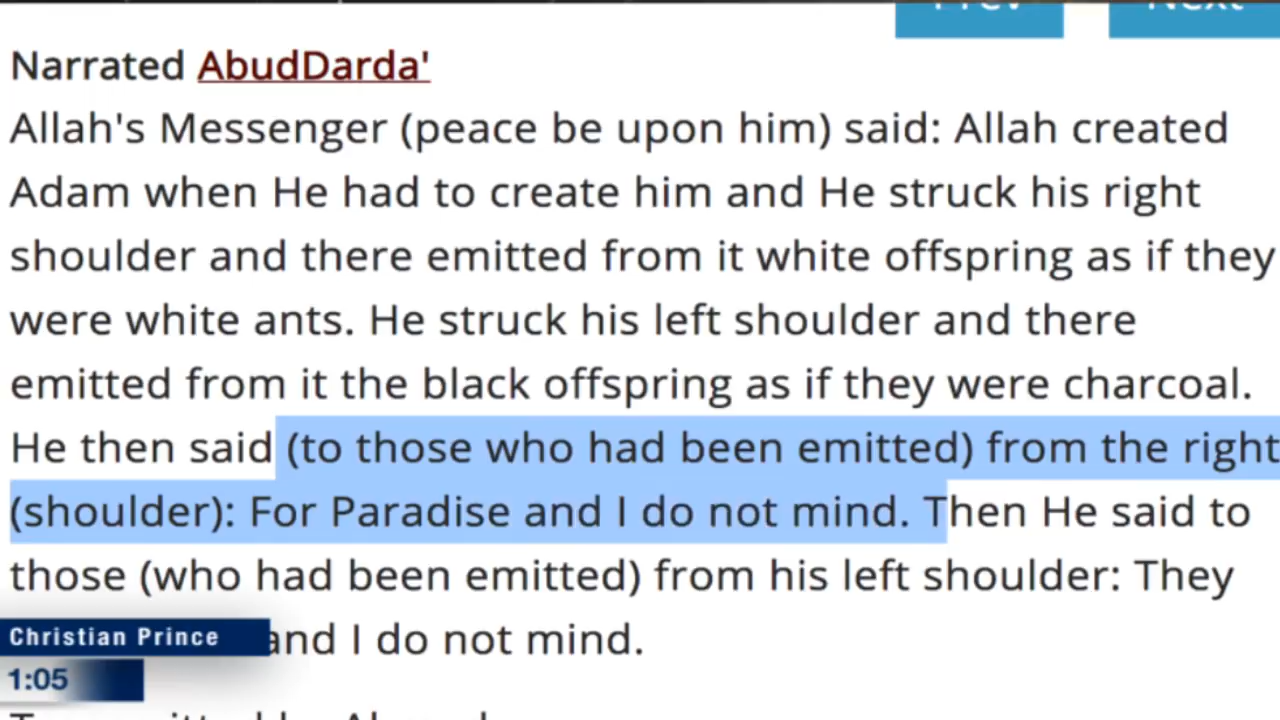 Prev Next
Narrated AbudDarda'
Allah's Messenger (peace be upon him) said: Allah created
Adam when He had to create him and He struck his right
shoulder and there emitted from it white offspring as if they
were white ants. He struck his left shoulder and there
emitted from it the black offspring as if they were charcoal.
He then said (to those who had been emitted) from the right
(shoulder): For Paradise and I do not mind. Then He said to
those (who had been emitted) from his left shoulder: They
and I do not mind.
Christian Prince
1:05